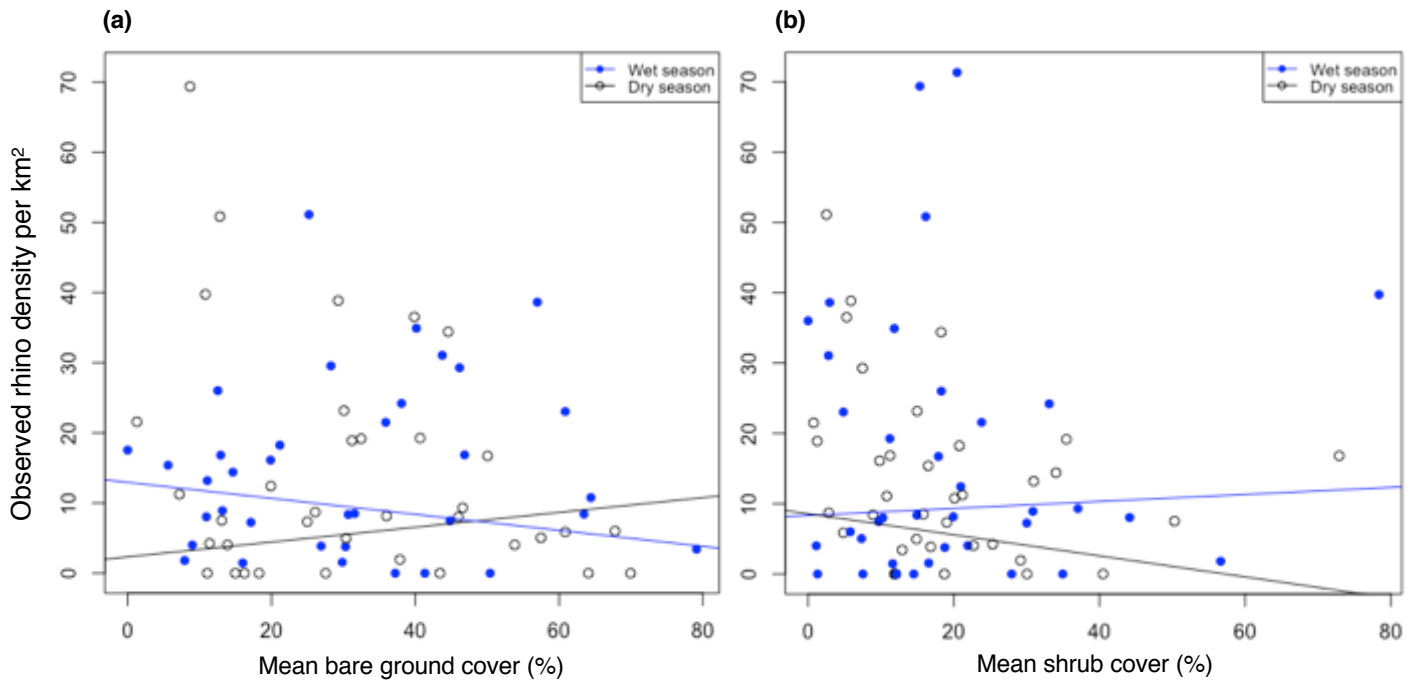 (a)
(b)
Wet season
Dry season
Wet season
Dry season
Observed rhino density per km²
70
60
50
40
30
20
10
0
70
60
50
40
30
20
10
0
0 20 40 60 80
0 20 40 60 80
Mean bare ground cover (%)
Mean shrub cover (%)